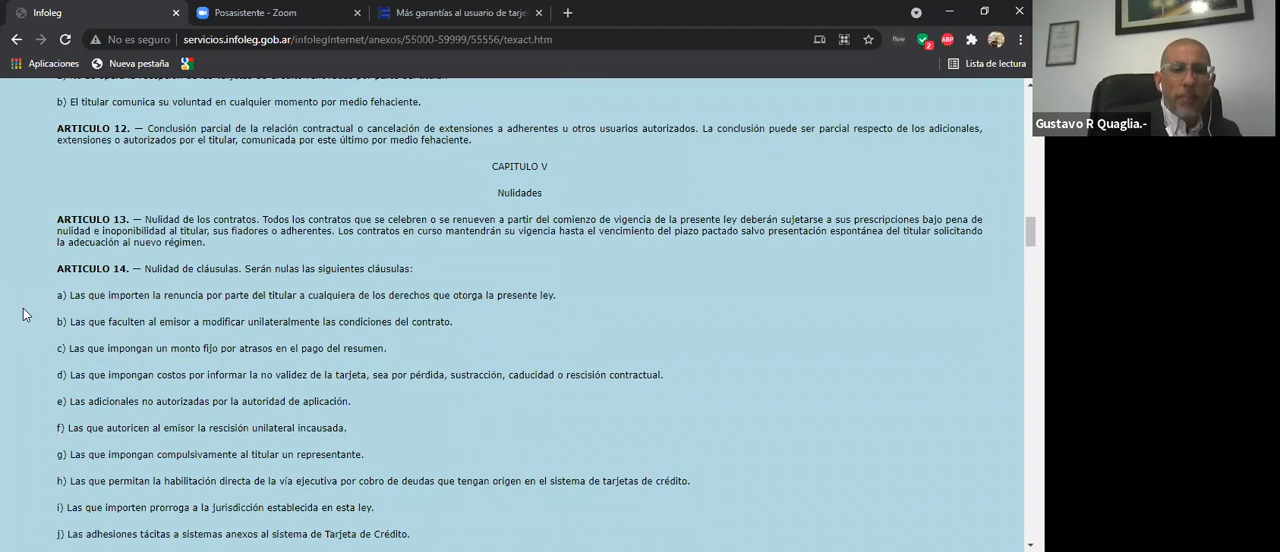 Infoleg
Posasistente - Zoom
Más garantías al usuario de tarje
No es seguro
servicios.infoleg.gob.ar/infolegInternet/anexos/55000-59999/55556/texact.htm
2
ABP
Aplicaciones
Nueva pestaña
Lista de lectura
Gustavo R Quaglia.-
b) El titular comunica su voluntad en cualquier momento por medio fehaciente.
ARTICULO 12. — Conclusión parcial de la relación contractual o cancelación de extensiones a adherentes u otros usuarios autorizados. La conclusión puede ser parcial respecto de los adicionales,
extensiones o autorizados por el titular, comunicada por este último por medio fehaciente.
CAPITULO V
Nulidades
ARTICULO 13. — Nulidad de los contratos. Todos los contratos que se celebren o se renueven a partir del comienzo de vigencia de la presente ley deberán sujetarse a sus prescripciones bajo pena de
nulidad e inoponibilidad al titular, sus fiadores o adherentes. Los contratos en curso mantendrán su vigencia hasta el vencimiento del plazo pactado salvo presentación espontánea del titular solicitando
la adecuación al nuevo régimen.
ARTICULO 14. — Nulidad de cláusulas. Serán nulas las siguientes cláusulas:
a) Las que importen la renuncia por parte del titular a cualquiera de los derechos que otorga la presente ley.
b) Las que faculten al emisor a modificar unilateralmente las condiciones del contrato.
c) Las que impongan un monto fijo por atrasos en el pago del resumen.
d) Las que impongan costos por informar la no validez de la tarjeta, sea por pérdida, sustracción, caducidad o rescisión contractual.
e) Las adicionales no autorizadas por la autoridad de aplicación.
f) Las que autoricen al emisor la rescisión unilateral incausada.
g) Las que impongan compulsivamente al titular un representante.
h) Las que permitan la habilitación directa de la vía ejecutiva por cobro de deudas que tengan origen en el sistema de tarjetas de crédito.
i) Las que importen prorroga a la jurisdicción establecida en esta ley.
j) Las adhesiones tácitas a sistemas anexos al sistema de Tarjeta de Crédito.